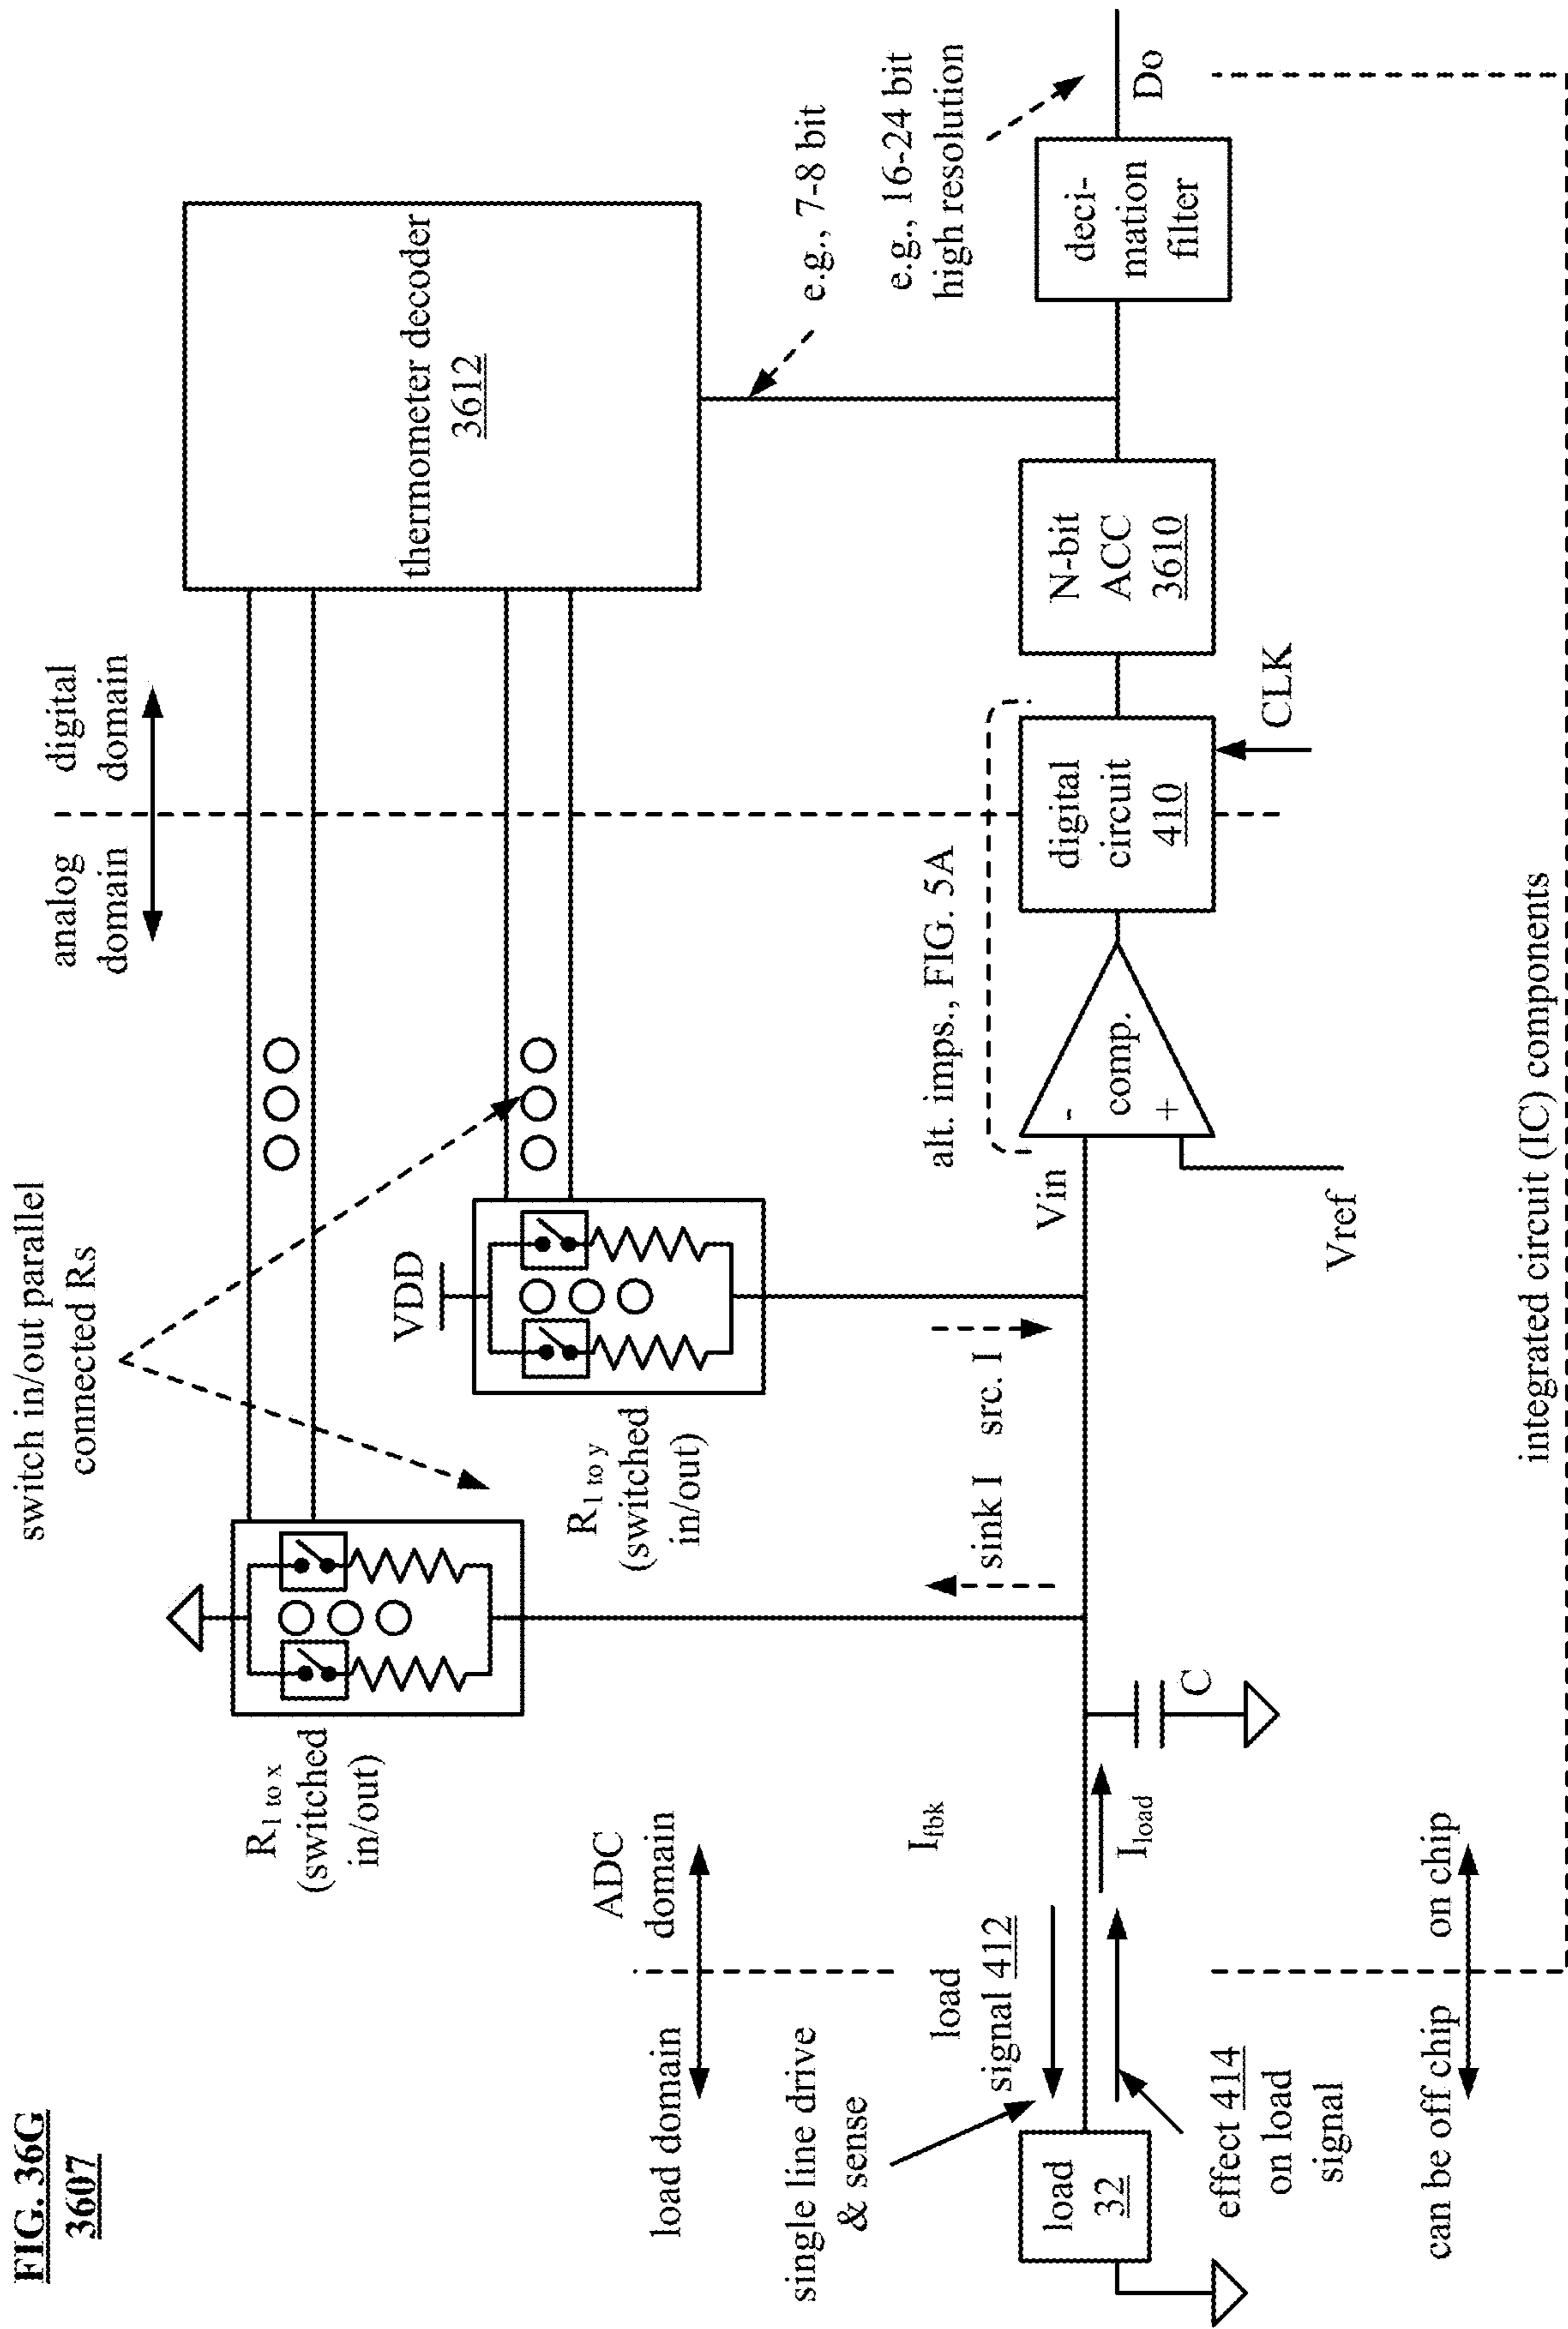 FIG. 36G
3607
switch in/out parallel
connected Rs
analog
domain
digital
domain
R1 to x
(switched
in/out)
VDD
R1 to y
(switched
in/out)
thermometer decoder
3612
e.g., 7-8 bit
e.g., 16-24 bit
high resolution
load domain
ADC
domain
single line drive
& sense
load
signal 412
Ifbk
sink I
src. I
alt. imps., FIG. 5A
load
32
Iload
C
Vin
Vref
-
comp.
+
digital
circuit
410
CLK
N-bit
ACC
3610
deci-
mation
filter
Do
effect 414
on load
signal
can be off chip
on chip
integrated circuit (IC) components